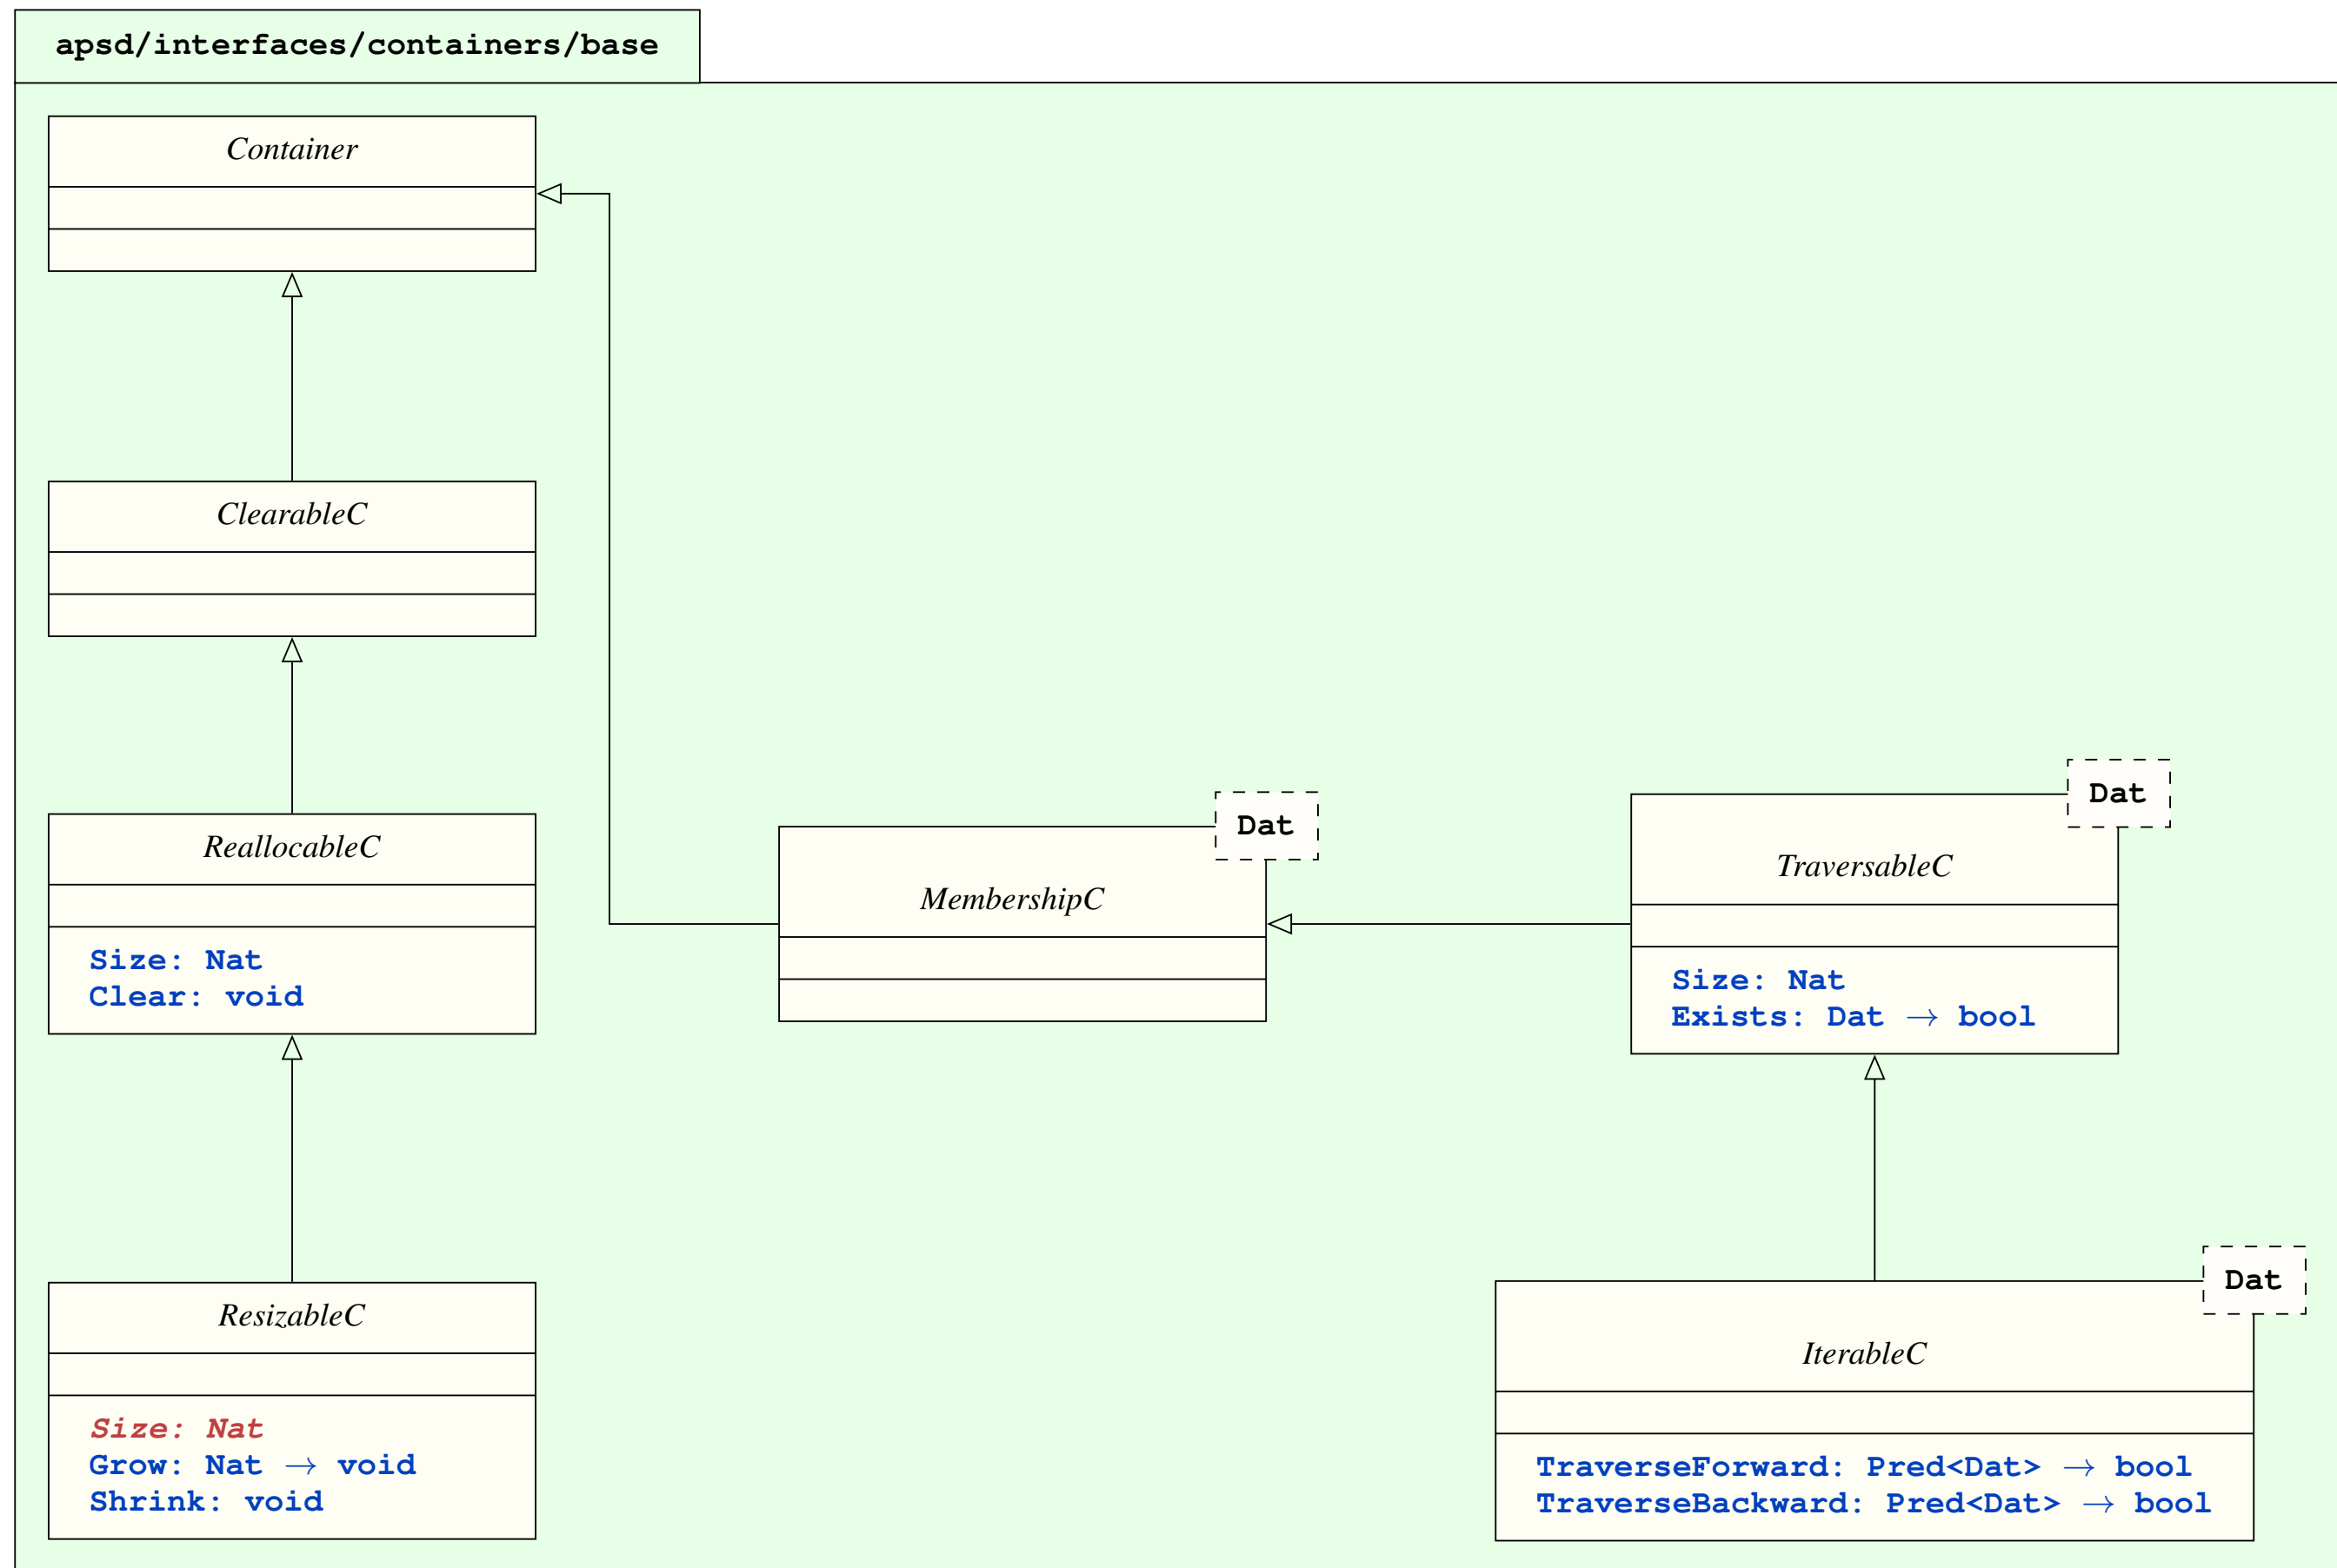 apsd/interfaces/containers/base
Container
ClearableC
ReallocableC
Size: Nat
Clear: void
ResizableC
Size: Nat
Grow: Nat → void
Shrink: void
Dat
MembershipC
Dat
TraversableC
Size: Nat
Exists: Dat → bool
Dat
IterableC
TraverseForward: Pred<Dat> → bool
TraverseBackward: Pred<Dat> → bool